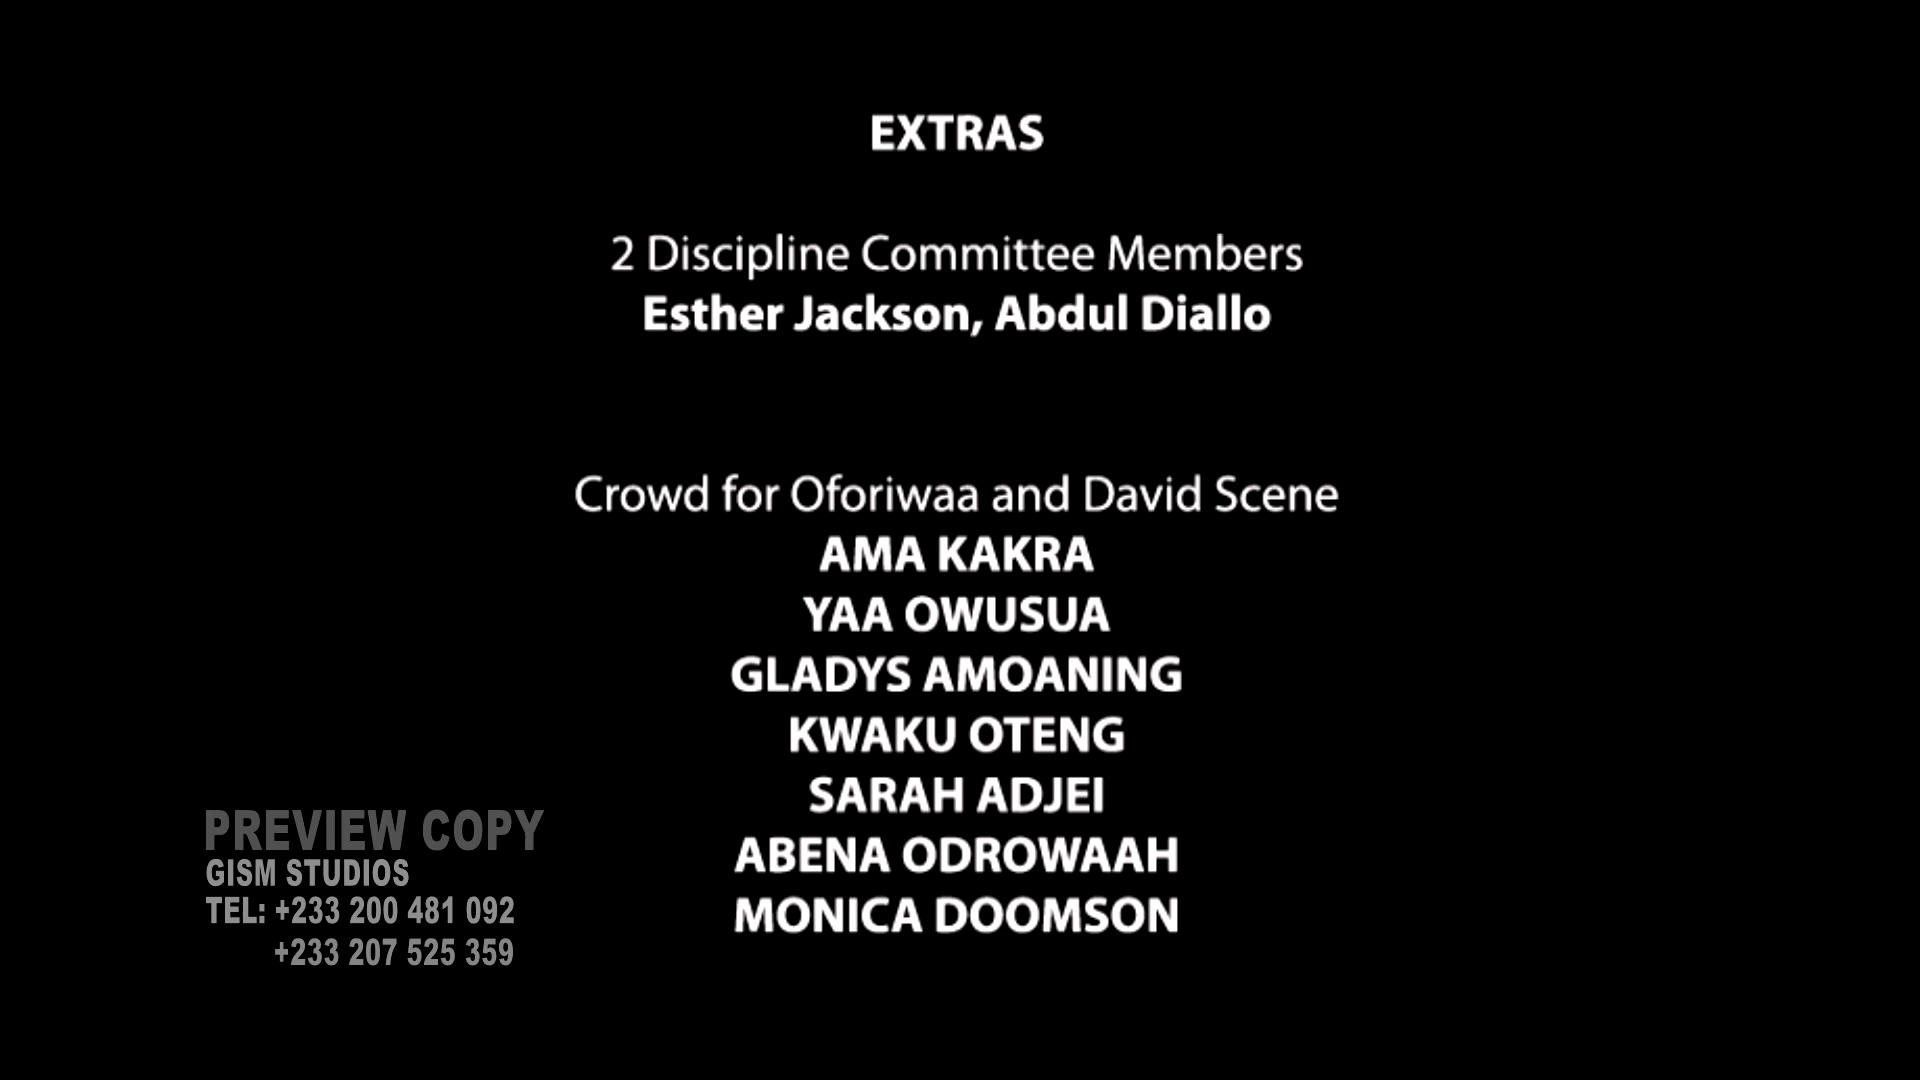 EXTRAS
2 Discipline Committee Members
Esther Jackson, Abdul Diallo
Crowd for Oforiwaa and David Scene
AMA KAKRA
YAA OWUSUA
GLADYS AMOANING
KWAKU OTENG
SARAH ADJEI
ABENA ODROWAAH
MONICA DOOMSON
PREVIEW COPY
GISM STUDIOS
TEL: +233 200 481 092
+233 207 525 359